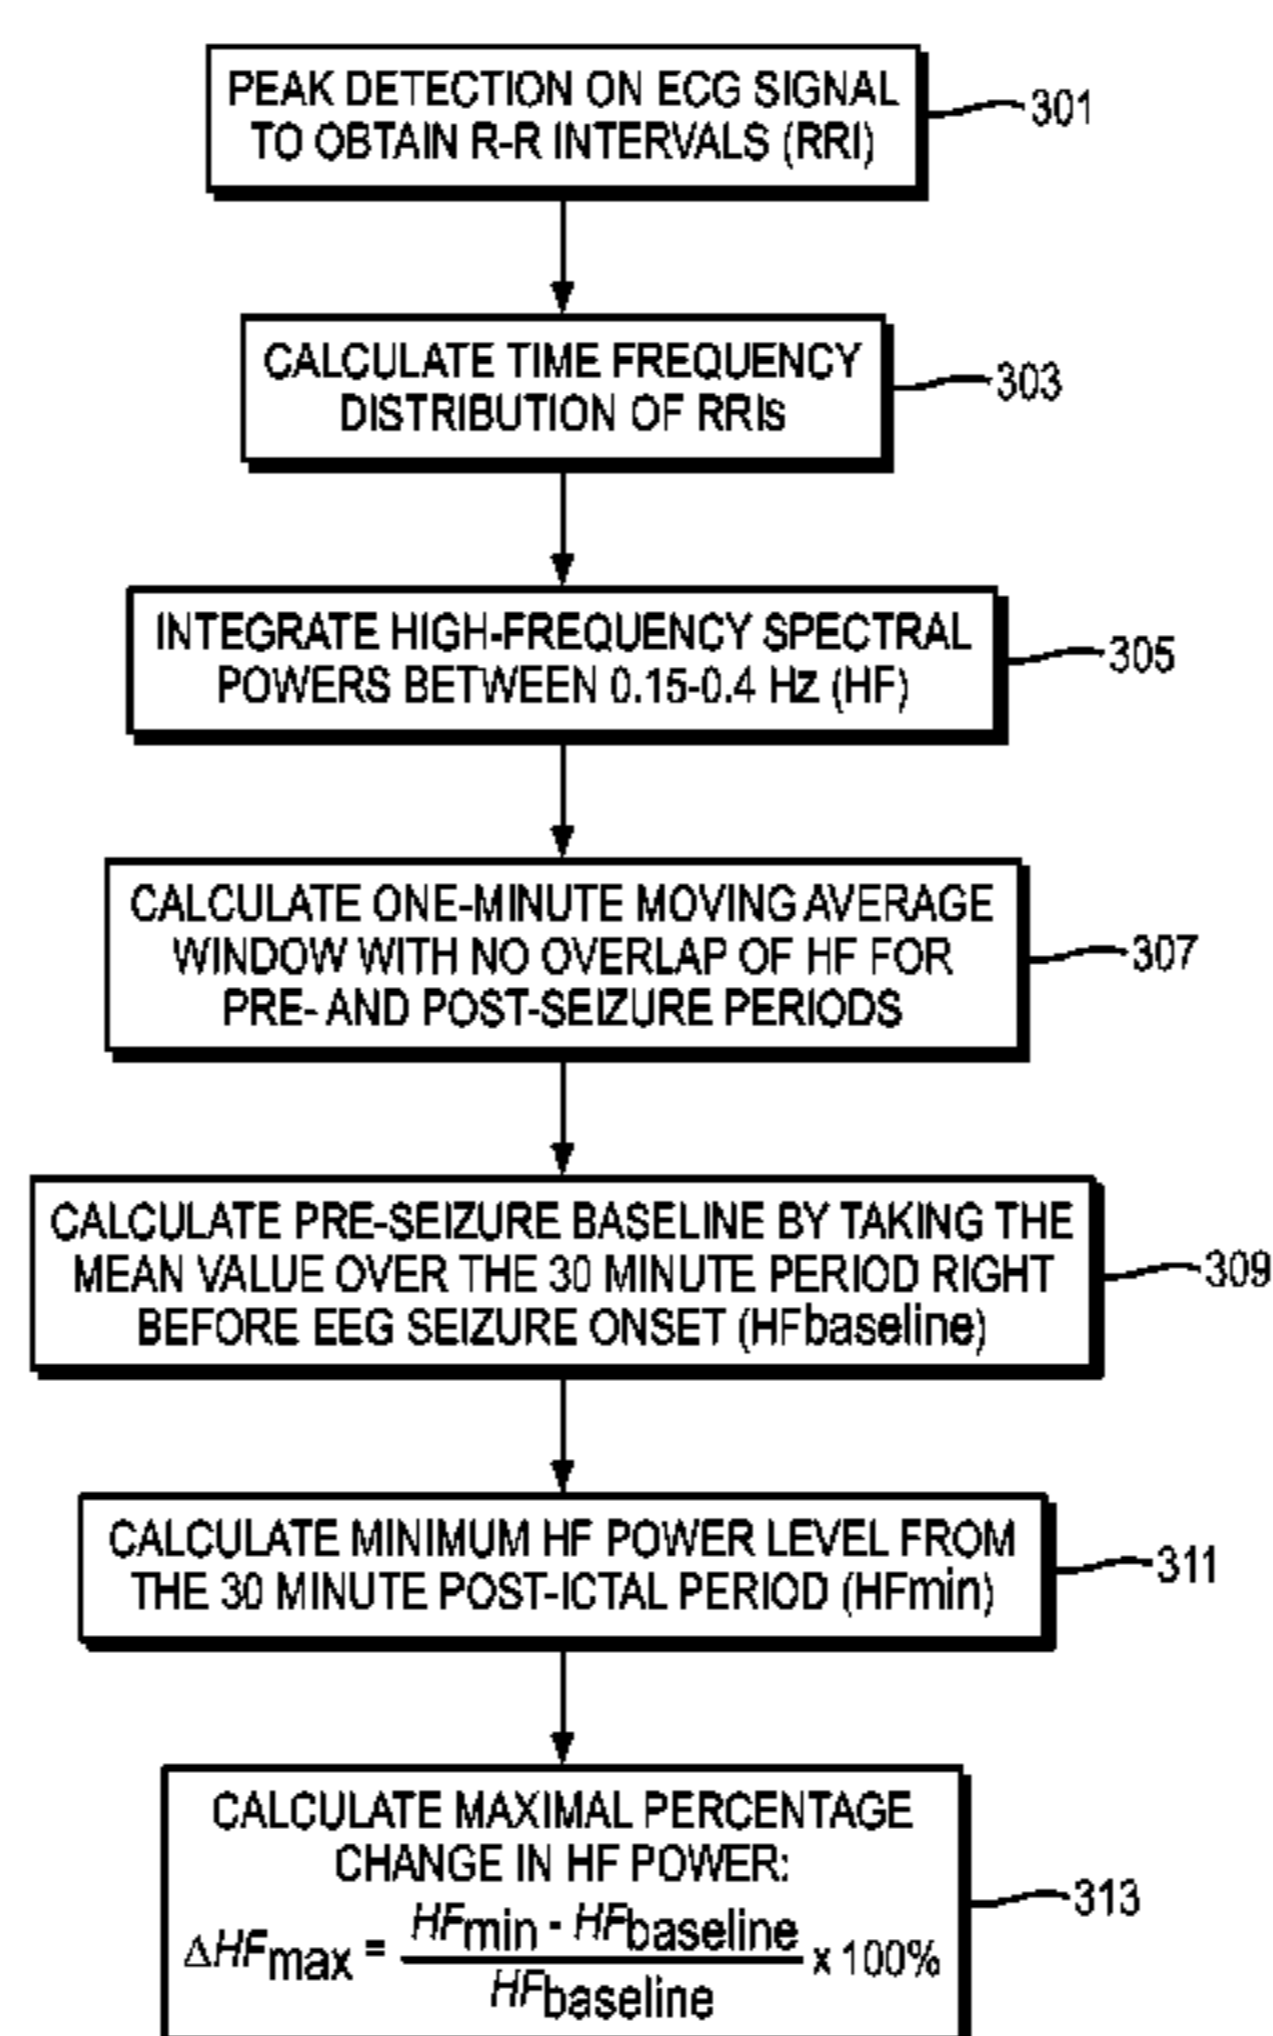 PEAK DETECTION ON ECG SIGNAL
TO OBTAIN R-R INTERVALS (RRI)
301
CALCULATE TIME FREQUENCY
DISTRIBUTION OF RRIs
303
INTEGRATE HIGH-FREQUENCY SPECTRAL
POWERS BETWEEN 0.15-0.4 Hz (HF)
305
CALCULATE ONE-MINUTE MOVING AVERAGE
WINDOW WITH NO OVERLAP OF HF FOR
PRE- AND POST-SEIZURE PERIODS
307
CALCULATE PRE-SEIZURE BASELINE BY TAKING THE
MEAN VALUE OVER THE 30 MINUTE PERIOD RIGHT
BEFORE EEG SEIZURE ONSET (HFbaseline)
309
CALCULATE MINIMUM HF POWER LEVEL FROM
THE 30 MINUTE POST-ICTAL PERIOD (HFmin)
311
CALCULATE MAXIMAL PERCENTAGE
CHANGE IN HF POWER:
HFmin - HFbaseline
ΔHFmax = x 100%
HFbaseline
313